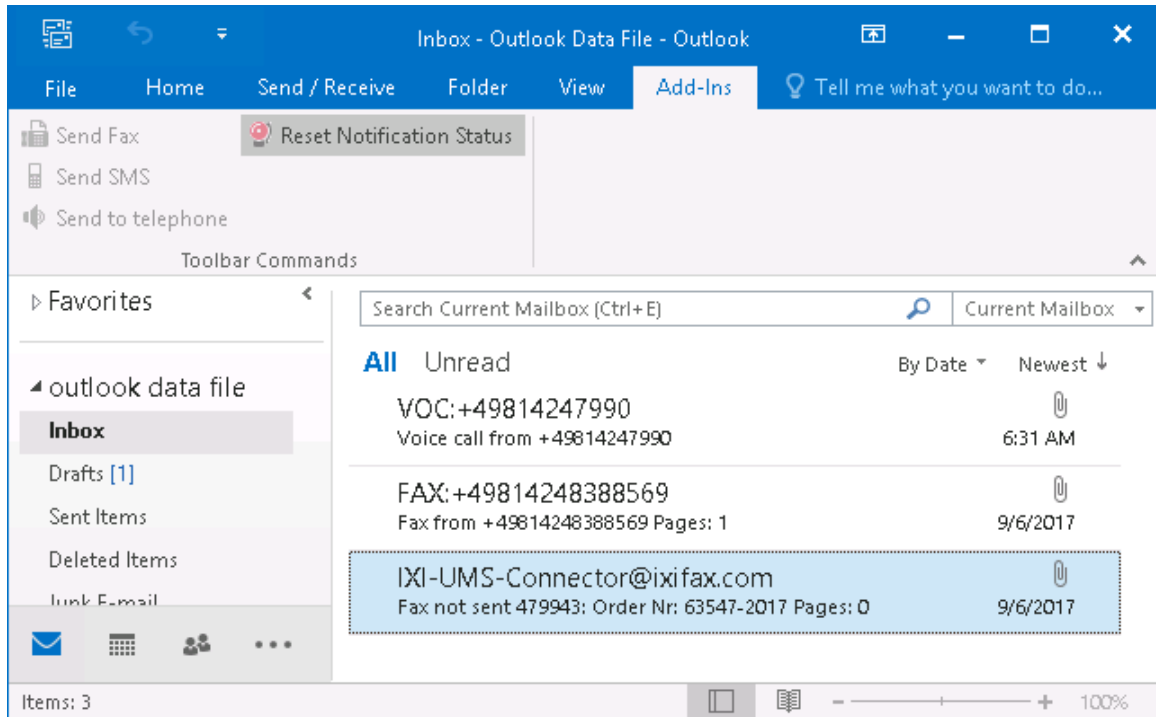 Inbox - Outlook Data File - Outlook
File Home Send / Receive Folder View Add-Ins Tell me what you want to do...
Send Fax Reset Notification Status
Send SMS
Send to telephone
Toolbar Commands
Favorites
Search Current Mailbox (Ctrl+E) Current Mailbox
All Unread By Date Newest
outlook data file
VOC:+49814247990
Inbox
Voice call from +49814247990 6:31 AM
Drafts [1]
FAX:+49814248388569
Sent Items
Fax from +49814248388569 Pages: 1 9/6/2017
Deleted Items
IXI-UMS-Connector@ixifax.com
Junk E-mail
Fax not sent 479943: Order Nr: 63547-2017 Pages: 0 9/6/2017
Items: 3 100%